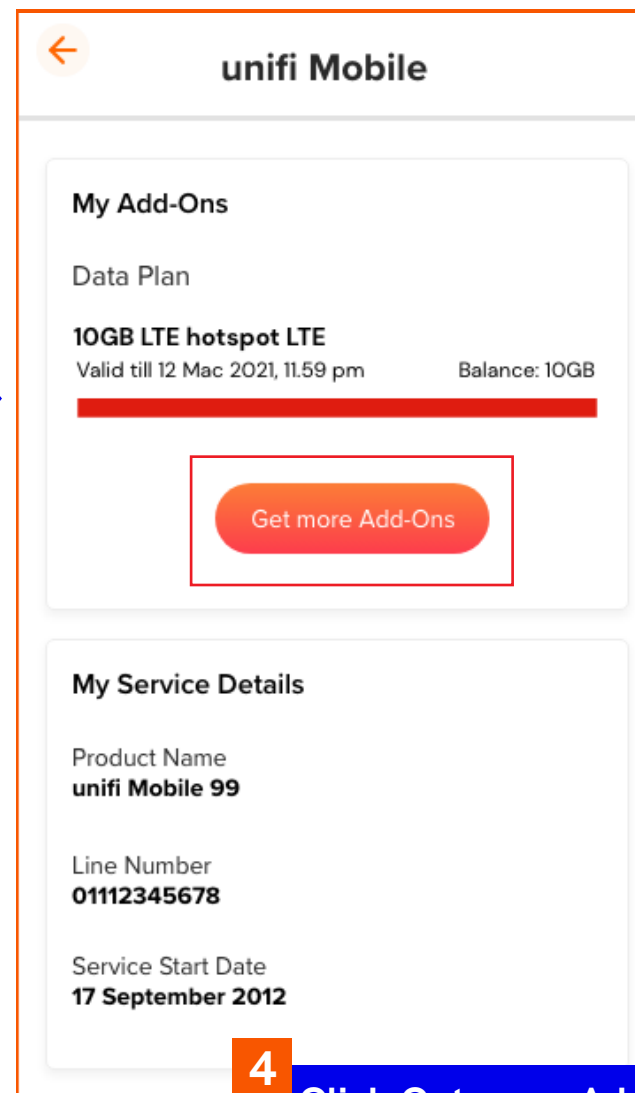 unifi Mobile
My Add-Ons
Data Plan
10GB LTE hotspot LTE
Valid till 12 Mac 2021, 11.59 pm Balance: 10GB
Get more Add-Ons
My Service Details
Product Name
unifi Mobile 99
Line Number
01112345678
Service Start Date
17 September 2012
4